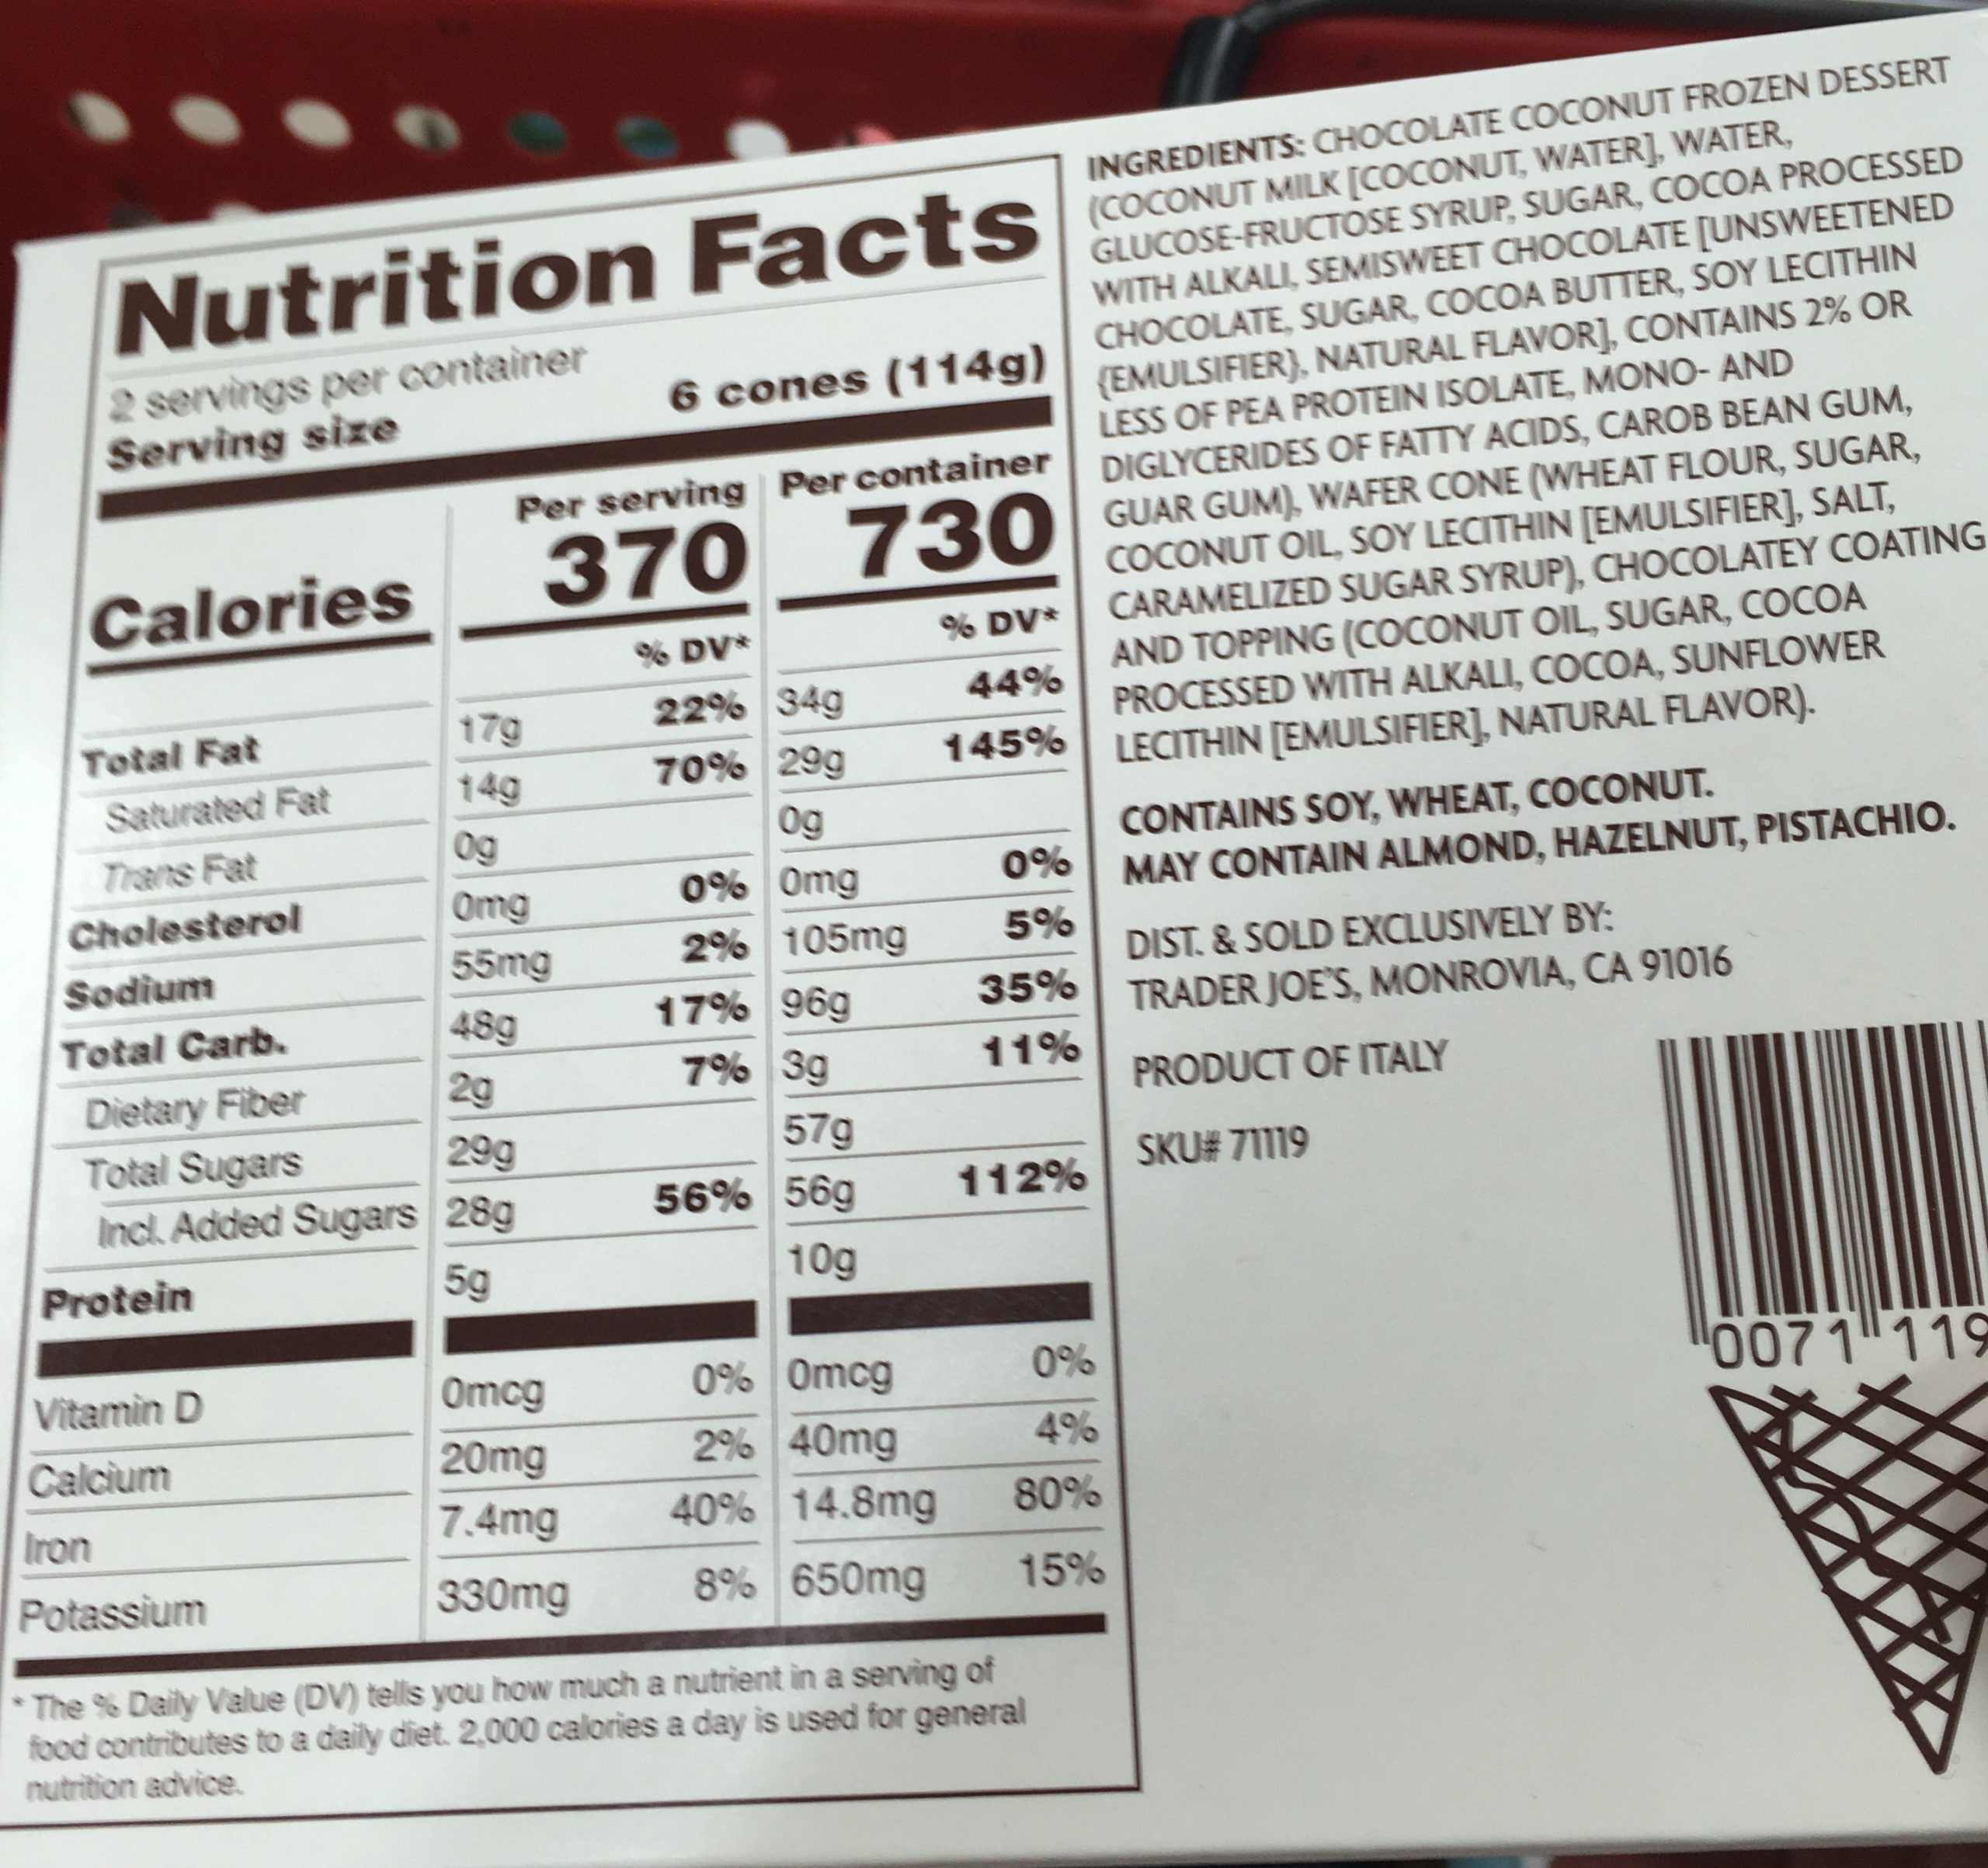 Nutrition Facts
2 servings per container
Serving size 6 cones (114g)
Per serving Per container
Calories 370 730
% DV* % DV*
Total Fat 17g 22% 34g 44%
Saturated Fat 14g 70% 29g 145%
Trans Fat 0g 0g
Cholesterol 0mg 0% 0mg 0%
Sodium 55mg 2% 105mg 5%
Total Carb. 48g 17% 96g 35%
Dietary Fiber 2g 7% 3g 11%
Total Sugars 29g 57g
Incl. Added Sugars 28g 56% 56g 112%
Protein 5g 10g
Vitamin D 0mcg 0% 0mcg 0%
Calcium 20mg 2% 40mg 4%
Iron 7.4mg 40% 14.8mg 80%
Potassium 330mg 8% 650mg 15%
* The % Daily Value (DV) tells you how much a nutrient in a serving of
food contributes to a daily diet. 2,000 calories a day is used for general
nutrition advice.
INGREDIENTS: CHOCOLATE COCONUT FROZEN DESSERT
(COCONUT MILK [COCONUT, WATER], WATER,
GLUCOSE-FRUCTOSE SYRUP, SUGAR, COCOA PROCESSED
WITH ALKALI, SEMISWEET CHOCOLATE [UNSWEETENED
CHOCOLATE, SUGAR, COCOA BUTTER, SOY LECITHIN
{EMULSIFIER}, NATURAL FLAVOR], CONTAINS 2% OR
LESS OF PEA PROTEIN ISOLATE, MONO- AND
DIGLYCERIDES OF FATTY ACIDS, CAROB BEAN GUM,
GUAR GUM), WAFER CONE (WHEAT FLOUR, SUGAR,
COCONUT OIL, SOY LECITHIN [EMULSIFIER], SALT,
CARAMELIZED SUGAR SYRUP), CHOCOLATEY COATING
AND TOPPING (COCONUT OIL, SUGAR, COCOA
PROCESSED WITH ALKALI, COCOA, SUNFLOWER
LECITHIN [EMULSIFIER], NATURAL FLAVOR).
CONTAINS SOY, WHEAT, COCONUT.
MAY CONTAIN ALMOND, HAZELNUT, PISTACHIO.
DIST. & SOLD EXCLUSIVELY BY:
TRADER JOE'S, MONROVIA, CA 91016
PRODUCT OF ITALY
SKU# 71119
0071 119